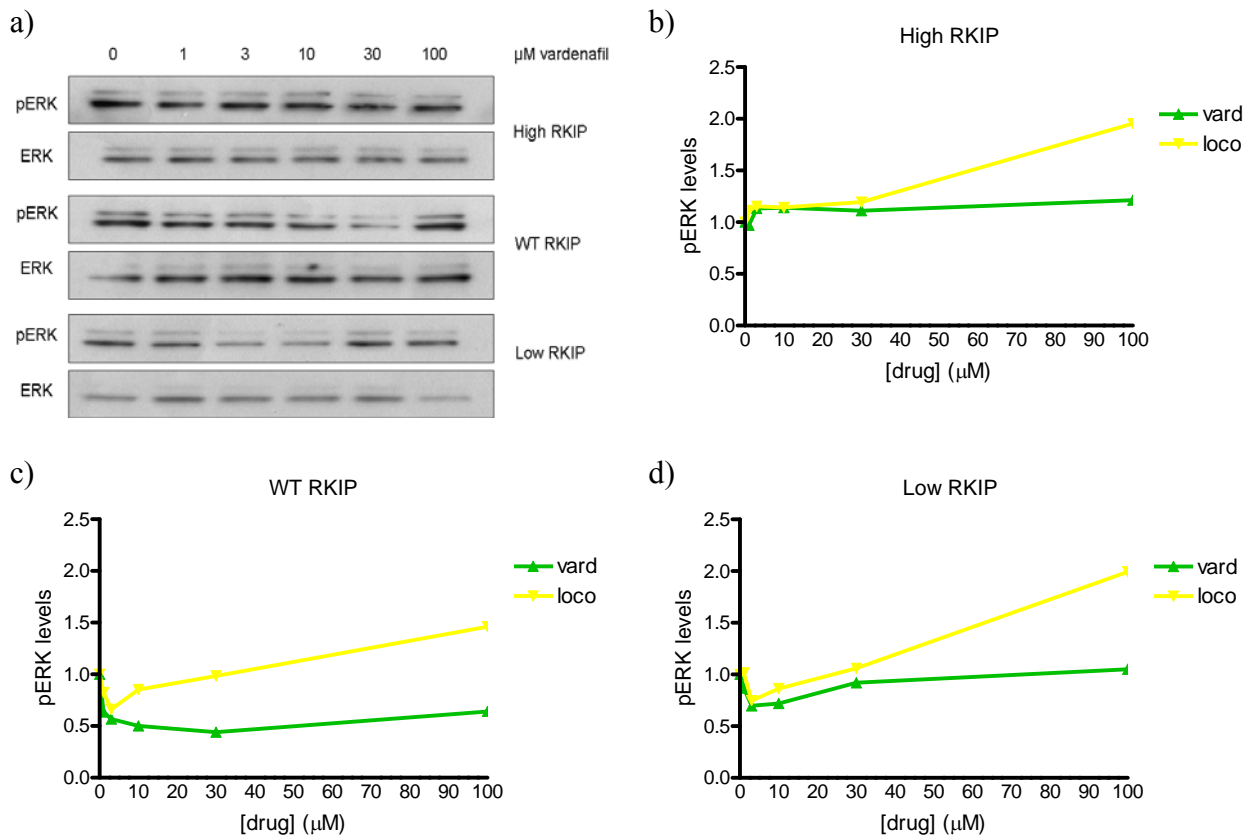 a)
0 1 3 10 30 100 µM vardenafil
pERK
High RKIP
ERK
pERK
WT RKIP
ERK
pERK
Low RKIP
ERK
b)
High RKIP
2.5
2.0
1.5
1.0
0.5
0.0
pERK levels
0 10 20 30 40 50 60 70 80 90 100
[drug] (µM)
vard
loco
c)
WT RKIP
2.5
2.0
1.5
1.0
0.5
0.0
pERK levels
0 10 20 30 40 50 60 70 80 90 100
[drug] (µM)
vard
loco
d)
Low RKIP
2.5
2.0
1.5
1.0
0.5
0.0
pERK levels
0 10 20 30 40 50 60 70 80 90 100
[drug] (µM)
vard
loco